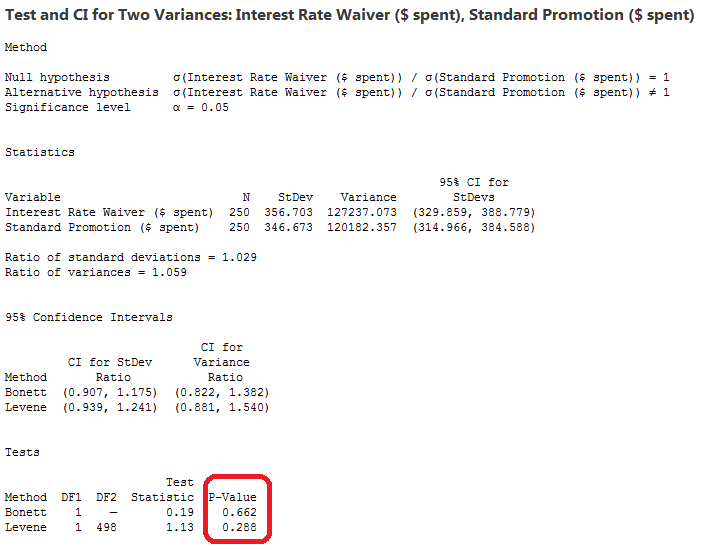 Test and CI for Two Variances: Interest Rate Waiver ($ spent), Standard Promotion ($ spent)
Method
Null hypothesis σ(Interest Rate Waiver ($ spent)) / σ(Standard Promotion ($ spent)) = 1
Alternative hypothesis σ(Interest Rate Waiver ($ spent)) / σ(Standard Promotion ($ spent)) ≠ 1
Significance level α = 0.05
Statistics
95% CI for
Variable N StDev Variance StDevs
Interest Rate Waiver ($ spent) 250 356.703 127237.073 (329.859, 388.779)
Standard Promotion ($ spent) 250 346.673 120182.357 (314.966, 384.588)
Ratio of standard deviations = 1.029
Ratio of variances = 1.059
95% Confidence Intervals
CI for
CI for StDev Variance
Method Ratio Ratio
Bonett (0.907, 1.175) (0.822, 1.382)
Levene (0.939, 1.241) (0.881, 1.540)
Tests
Test
Method DF1 DF2 Statistic P-Value
Bonett 1 — 0.19 0.662
Levene 1 498 1.13 0.288